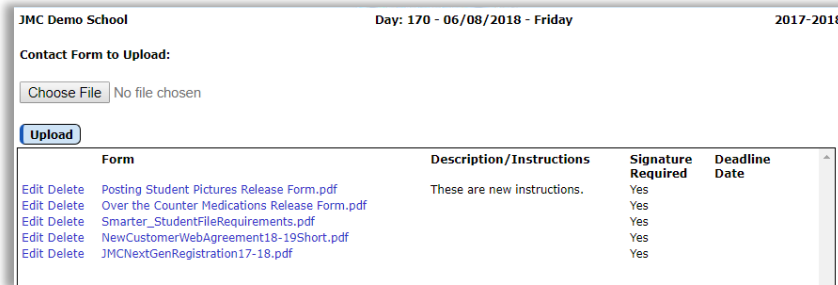 JMC Demo School Day: 170 - 06/08/2018 - Friday 2017-2018
Contact Form to Upload:
Choose File No file chosen
Upload
Form Description/Instructions Signature Required Deadline Date
Edit Delete Posting Student Pictures Release Form.pdf These are new instructions. Yes
Edit Delete Over the Counter Medications Release Form.pdf Yes
Edit Delete Smarter_StudentFileRequirements.pdf Yes
Edit Delete NewCustomerWebAgreement18-19Short.pdf Yes
Edit Delete JMCNextGenRegistration17-18.pdf Yes